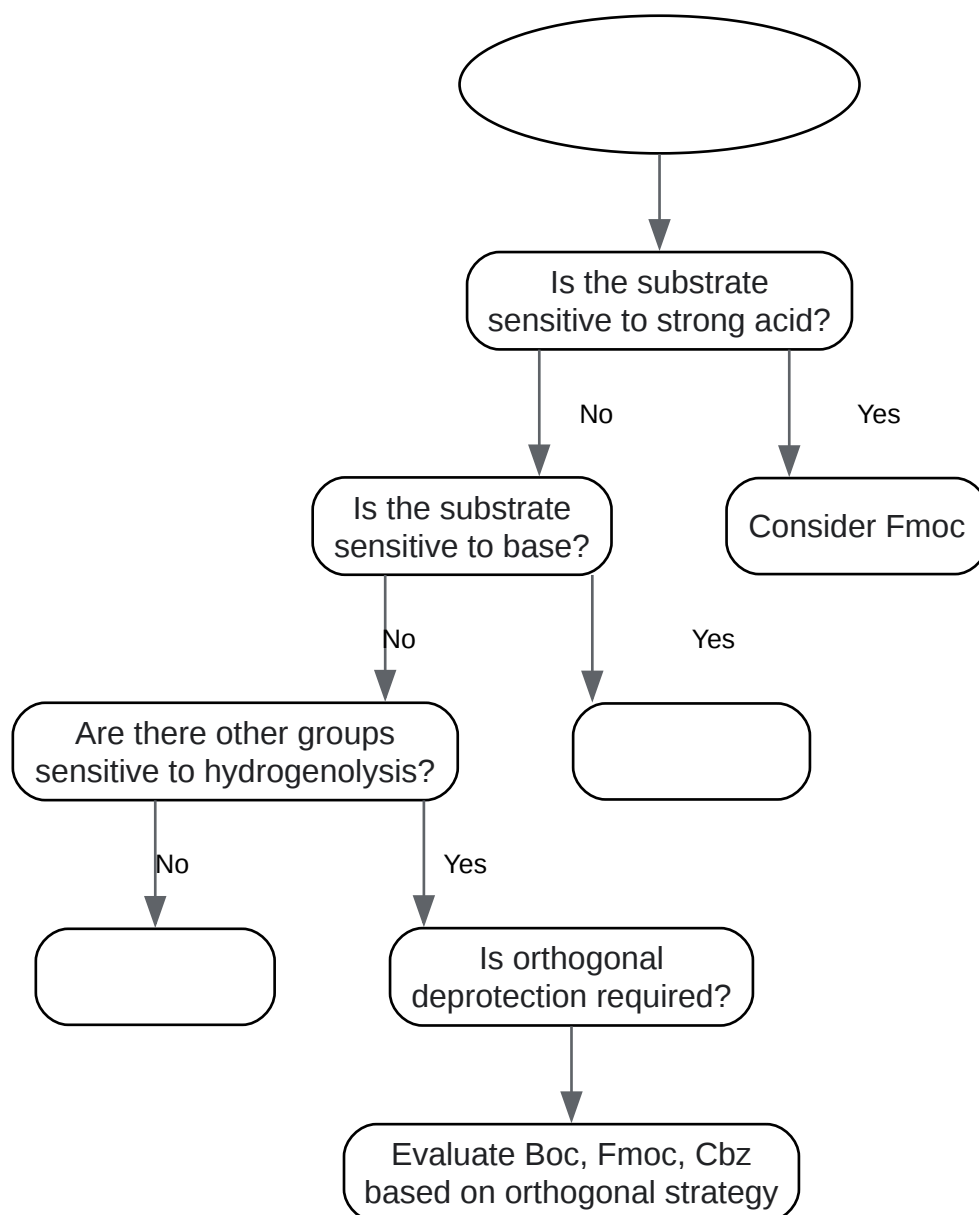 Is the substrate
sensitive to strong acid?
No
Yes
Is the substrate
sensitive to base?
Consider Fmoc
No
Yes
Are there other groups
sensitive to hydrogenolysis?
No
Yes
Is orthogonal
deprotection required?
Evaluate Boc, Fmoc, Cbz
based on orthogonal strategy